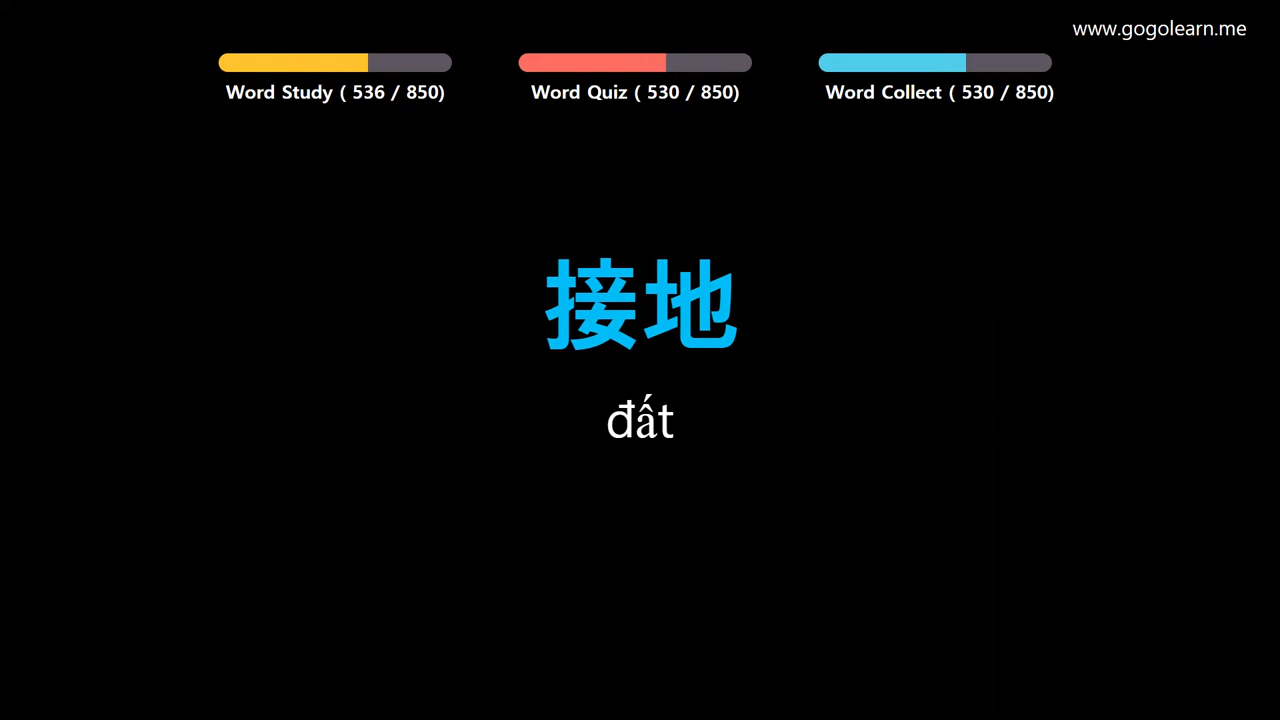 www.gogolearn.me
Word Study ( 536 / 850)
Word Quiz ( 530 / 850)
Word Collect ( 530 / 850)
接地
đất